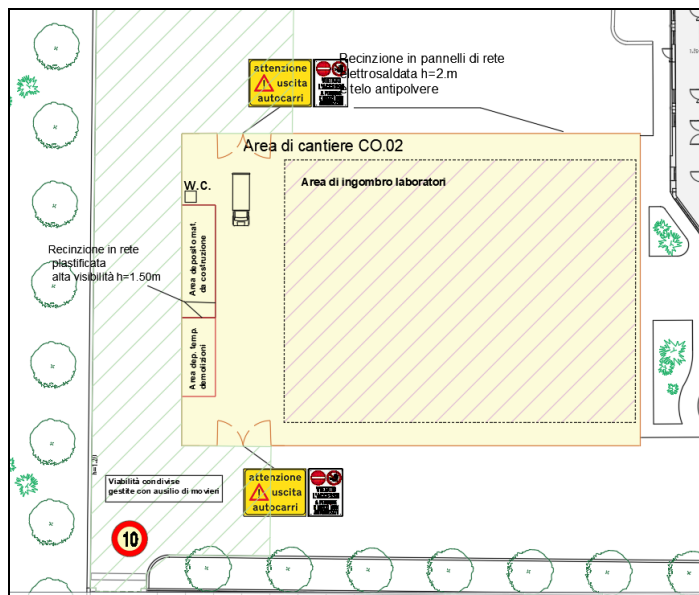 attenzione
uscita
autocarri
Recinzione in pannelli di rete
elettrosaldata h=2.m
e telo antipolvere
Area di cantiere CO.02
Area di ingombro laboratori
W.C.
Area deposito mat.
da costruzione
Recinzione in rete
plastificata
alta visibilità h=1.50m
Area dep. temp.
demolizioni
h=1,20
Viabilità condivise
gestite con ausilio di movieri
attenzione
uscita
autocarri
10